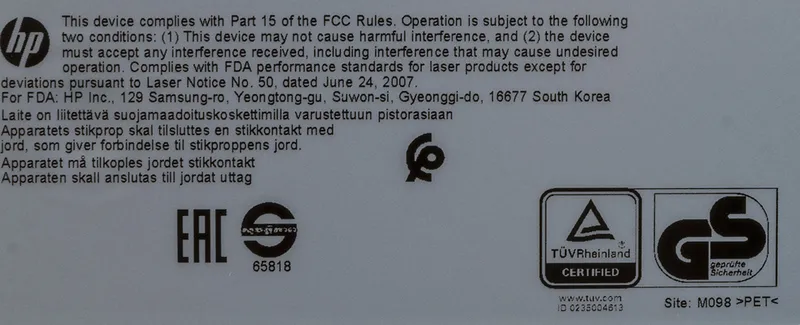 hp This device complies with Part 15 of the FCC Rules. Operation is subject to the following
two conditions: (1) This device may not cause harmful interference, and (2) the device
must accept any interference received, including interference that may cause undesired
operation. Complies with FDA performance standards for laser products except for
deviations pursuant to Laser Notice No. 50, dated June 24, 2007.
For FDA: HP Inc., 129 Samsung-ro, Yeongtong-gu, Suwon-si, Gyeonggi-do, 16677 South Korea
Laite on liitettävä suojamaadoituskoskettimilla varustettuun pistorasiaan
Apparatets stikprop skal tilsluttes en stikkontakt med
jord, som giver forbindelse til stikproppens jord.
Apparatet må tilkoples jordet stikkontakt
Apparaten skall anslutas till jordat uttag
EAC
65818
TÜVRheinland
CERTIFIED
www.tuv.com
ID 0235004613
GS
geprüfte
Sicherheit
Site: M098 >PET<